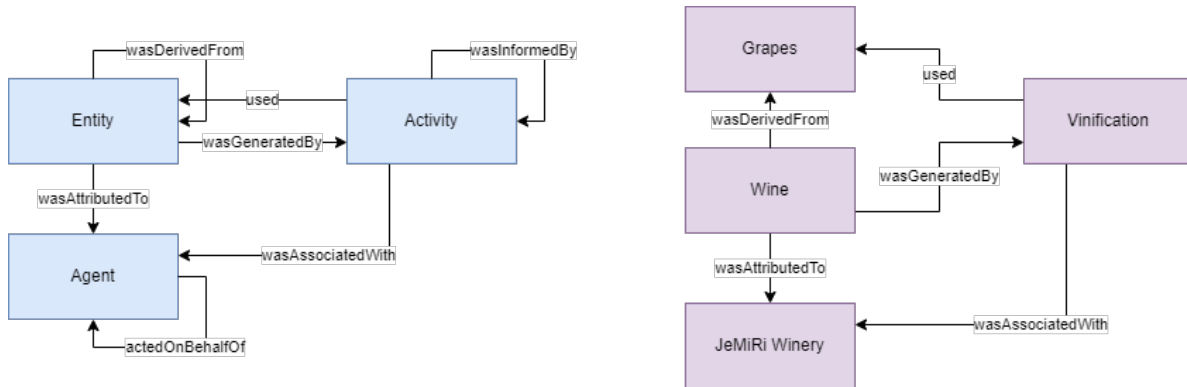 wasDerivedFrom
wasInformedBy
Entity
used
Activity
wasGeneratedBy
wasAttributedTo
Agent
wasAssociatedWith
actedOnBehalfOf
Grapes
used
wasDerivedFrom
Vinification
Wine
wasGeneratedBy
wasAttributedTo
JeMiRi Winery
wasAssociatedWith